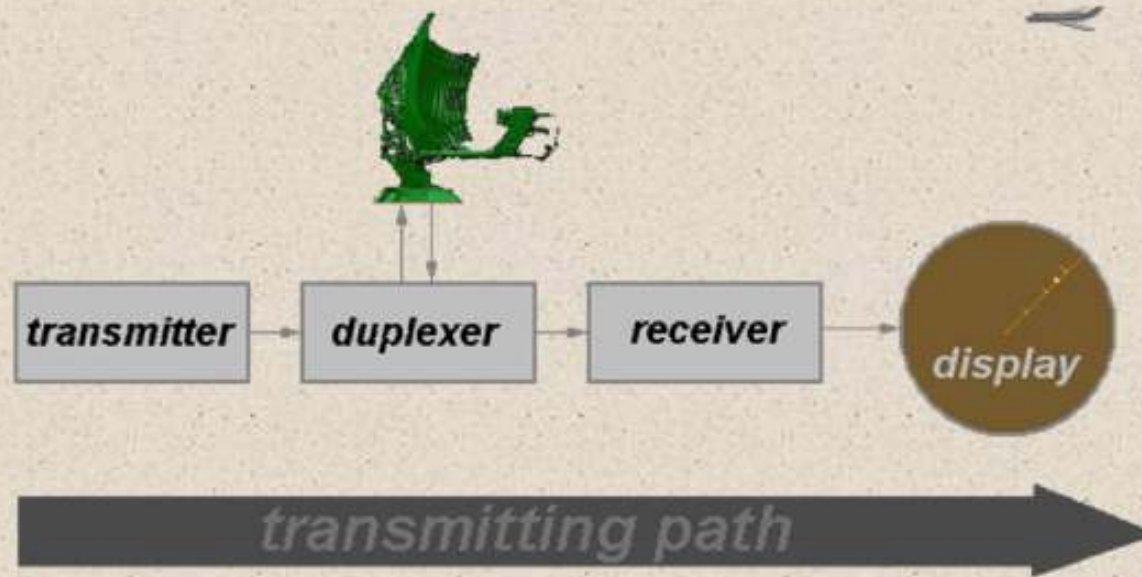 transmitter
duplexer
receiver
display
transmitting path